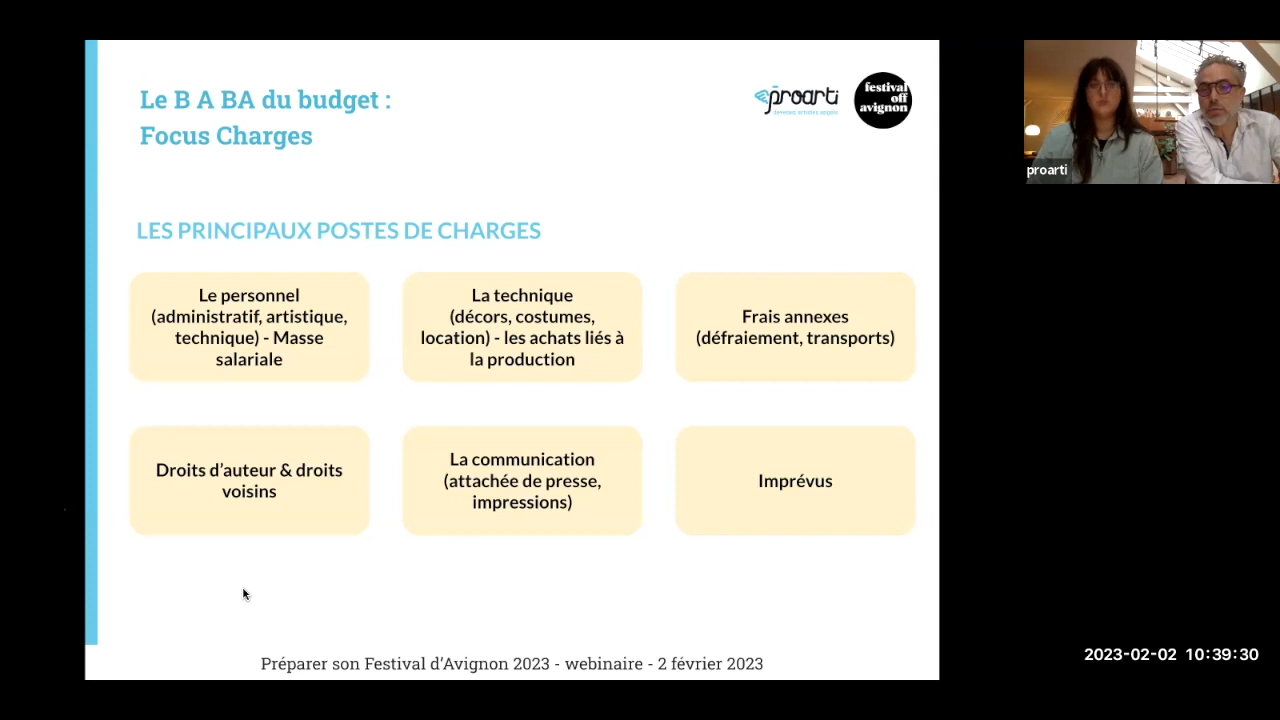 Le B A BA du budget :
Focus Charges
proarti
festival
off
avignon
LES PRINCIPAUX POSTES DE CHARGES
Le personnel
(administratif, artistique,
technique) - Masse
salariale
La technique
(décors, costumes,
location) - les achats liés à
la production
Frais annexes
(défraiement, transports)
Droits d’auteur & droits
voisins
La communication
(attachée de presse,
impressions)
Imprévus
Préparer son Festival d’Avignon 2023 - webinaire - 2 février 2023
proarti
2023-02-02 10:39:30